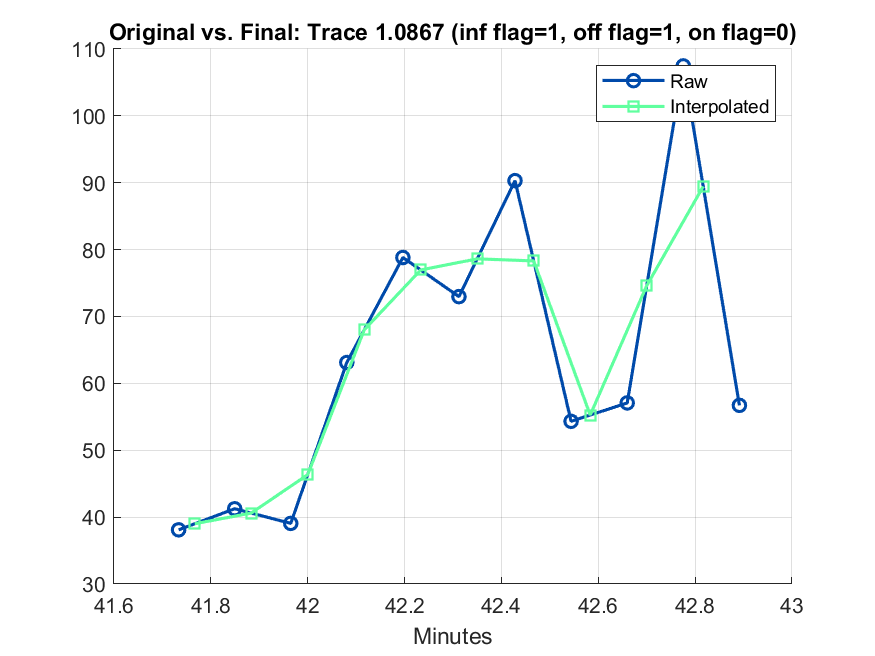 Original vs. Final: Trace 1.0867 (inf flag=1, off flag=1, on flag=0)
110
100
90
80
70
60
50
40
30
Raw
Interpolated
41.6 41.8 42 42.2 42.4 42.6 42.8 43
Minutes